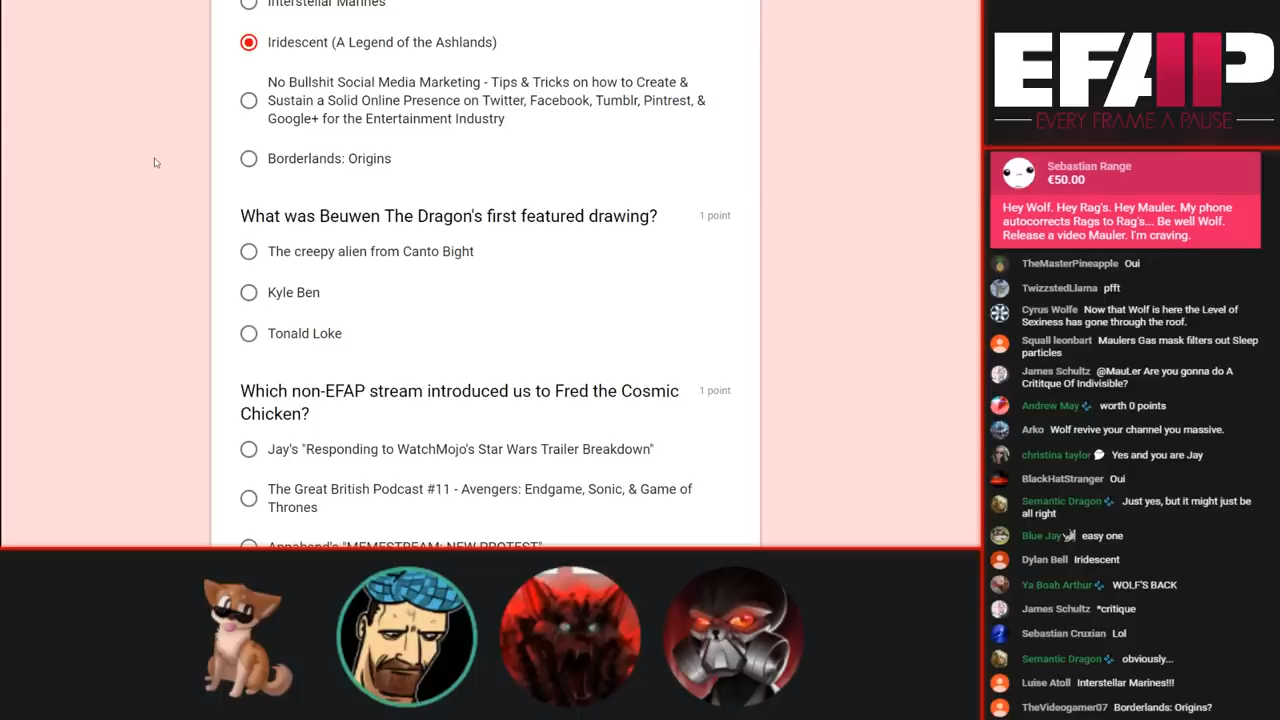 Interstellar Marines
Iridescent (A Legend of the Ashlands)
No Bullshit Social Media Marketing - Tips & Tricks on how to Create &
Sustain a Solid Online Presence on Twitter, Facebook, Tumblr, Pintrest, &
Google+ for the Entertainment Industry
Borderlands: Origins
What was Beuwen The Dragon's first featured drawing?
1 point
The creepy alien from Canto Bight
Kyle Ben
Tonald Loke
Which non-EFAP stream introduced us to Fred the Cosmic
Chicken?
1 point
Jay's "Responding to WatchMojo's Star Wars Trailer Breakdown"
The Great British Podcast #11 - Avengers: Endgame, Sonic, & Game of
Thrones
"MEMESTREAM: NEW PROTEST"
EFAP
EVERY FRAME A PAUSE
Sebastian Range
€50.00
Hey Wolf. Hey Rag's. Hey Mauler. My phone
autocorrects Rags to Rag's... Be well Wolf.
Release a video Mauler. I'm craving.
TheMasterPineapple Oui
TwizzstedLlama pfft
Cyrus Wolfe Now that Wolf is here the Level of
Sexiness has gone through the roof.
Squall leonbart Maulers Gas mask filters out Sleep
particles
James Schultz @MauLer Are you gonna do A
Crititque Of Indivisible?
Andrew May worth 0 points
Arko Wolf revive your channel you massive.
christina taylor Yes and you are Jay
BlackHatStranger Oui
Semantic Dragon Just yes, but it might just be
all right
Blue Jay easy one
Dylan Bell Iridescent
Ya Boah Arthur WOLF'S BACK
James Schultz *critique
Sebastian Cruxian Lol
Semantic Dragon obviously...
Luise Atoll Interstellar Marines!!!
TheVideogamer07 Borderlands: Origins?